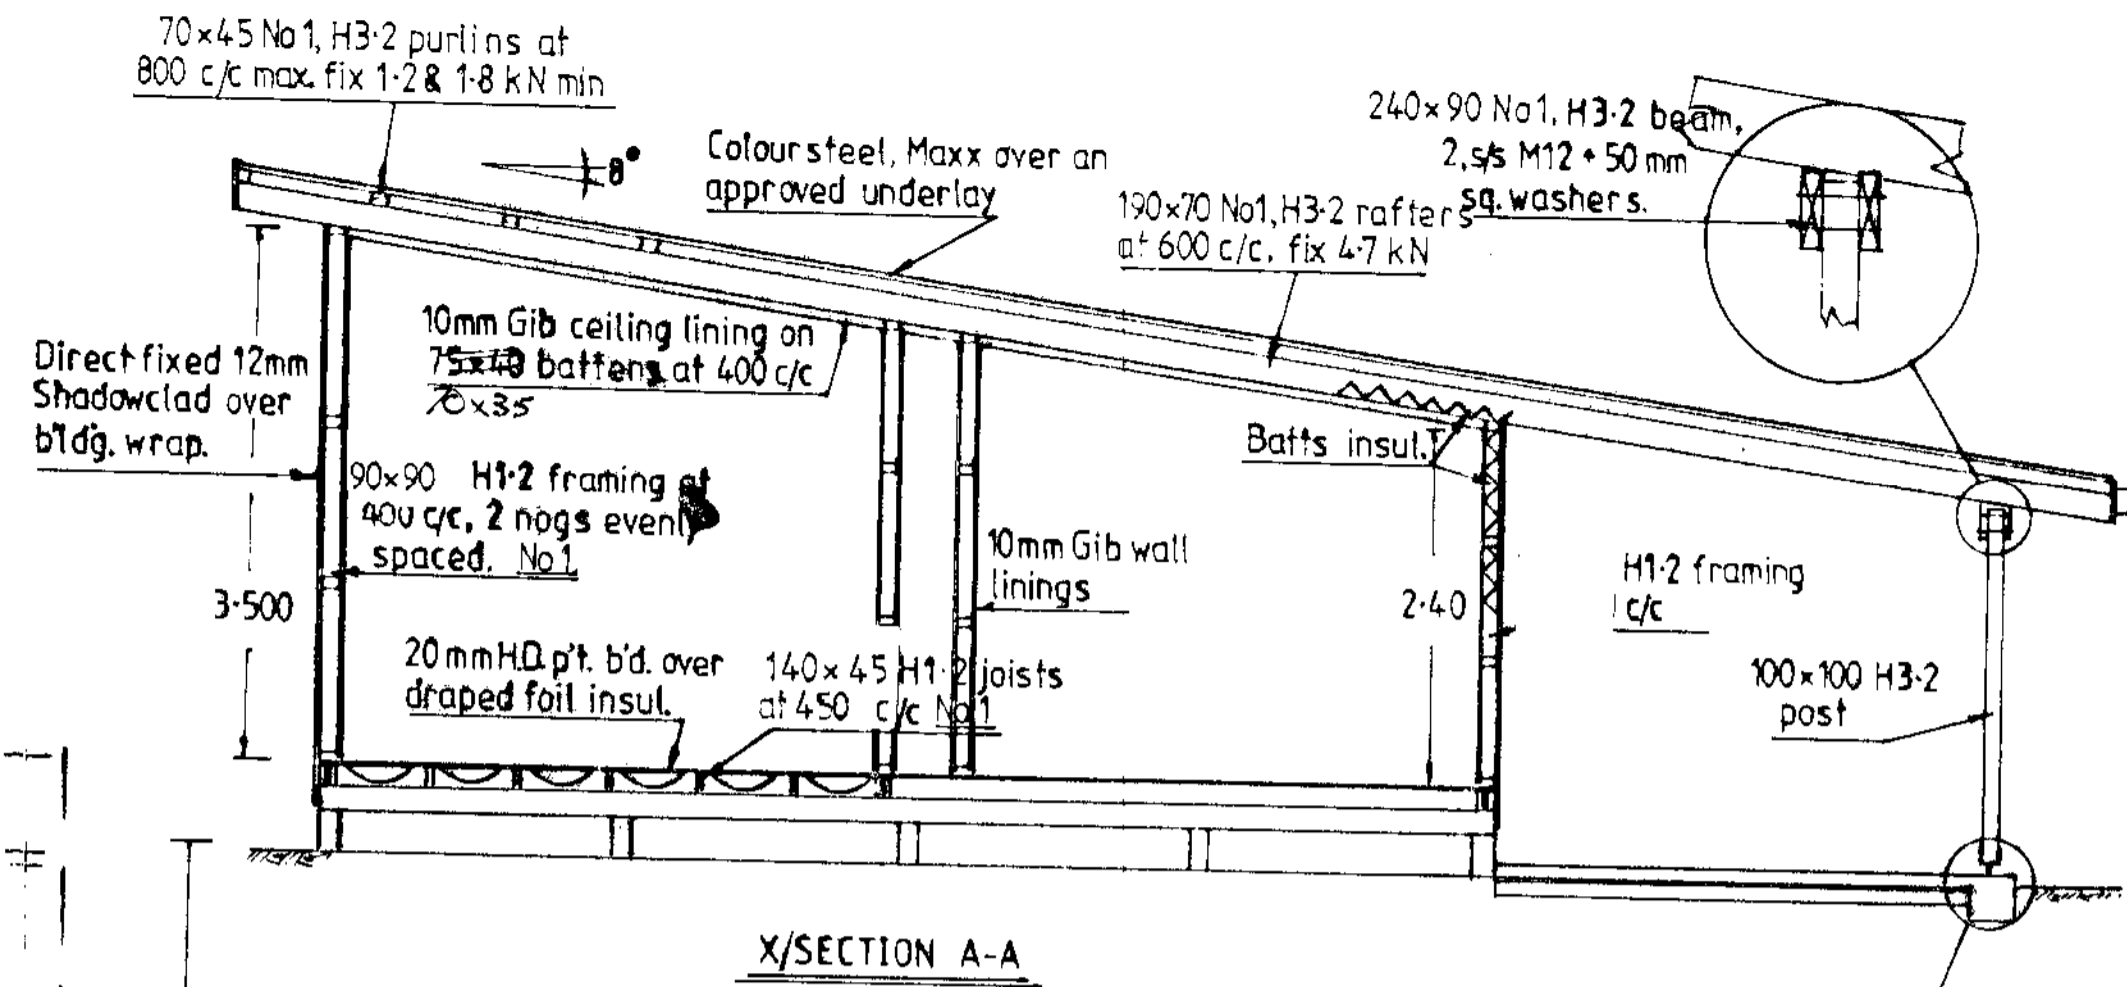 70×45 No1, H3·2 purlins at
800 c/c max. fix 1·2 & 1·8 kN min
8°
Coloursteel, Maxx over an
approved underlay
240×90 No1, H3·2 beam,
2, s/s M12 + 50 mm
sq. washers.
190×70 No1, H3·2 rafters
at 600 c/c, fix 4·7 kN
10mm Gib ceiling lining on
75×40 battens at 400 c/c
70×35
Direct fixed 12mm
Shadowclad over
b'ldg. wrap.
90×90 H1·2 framing at
400 c/c, 2 nogs evenly
spaced. No1
Batts insul.
10mm Gib wall
linings
3·500
2·40
H1·2 framing
c/c
20mm H.D. p't. b'd. over
draped foil insul.
140×45 H1·2 joists
at 450 c/c No1
100×100 H3·2
post
X/SECTION A-A